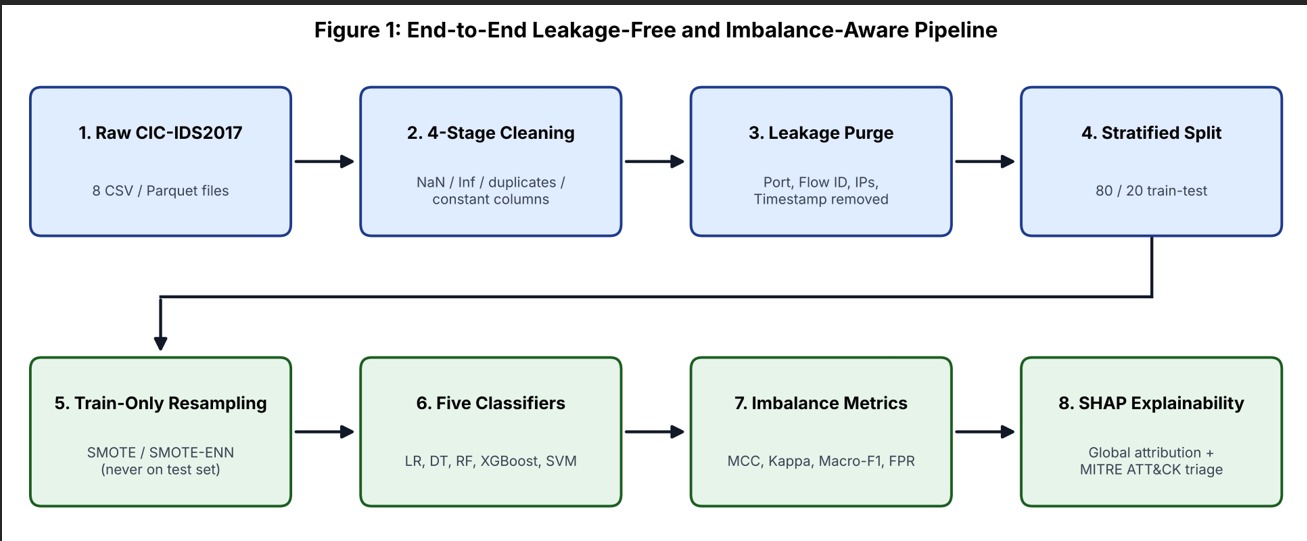 Figure 1: End-to-End Leakage-Free and Imbalance-Aware Pipeline
1. Raw CIC-IDS2017
8 CSV / Parquet files
2. 4-Stage Cleaning
NaN / Inf / duplicates /
constant columns
3. Leakage Purge
Port, Flow ID, IPs,
Timestamp removed
4. Stratified Split
80 / 20 train-test
5. Train-Only Resampling
SMOTE / SMOTE-ENN
(never on test set)
6. Five Classifiers
LR, DT, RF, XGBoost, SVM
7. Imbalance Metrics
MCC, Kappa, Macro-F1, FPR
8. SHAP Explainability
Global attribution +
MITRE ATT&CK triage